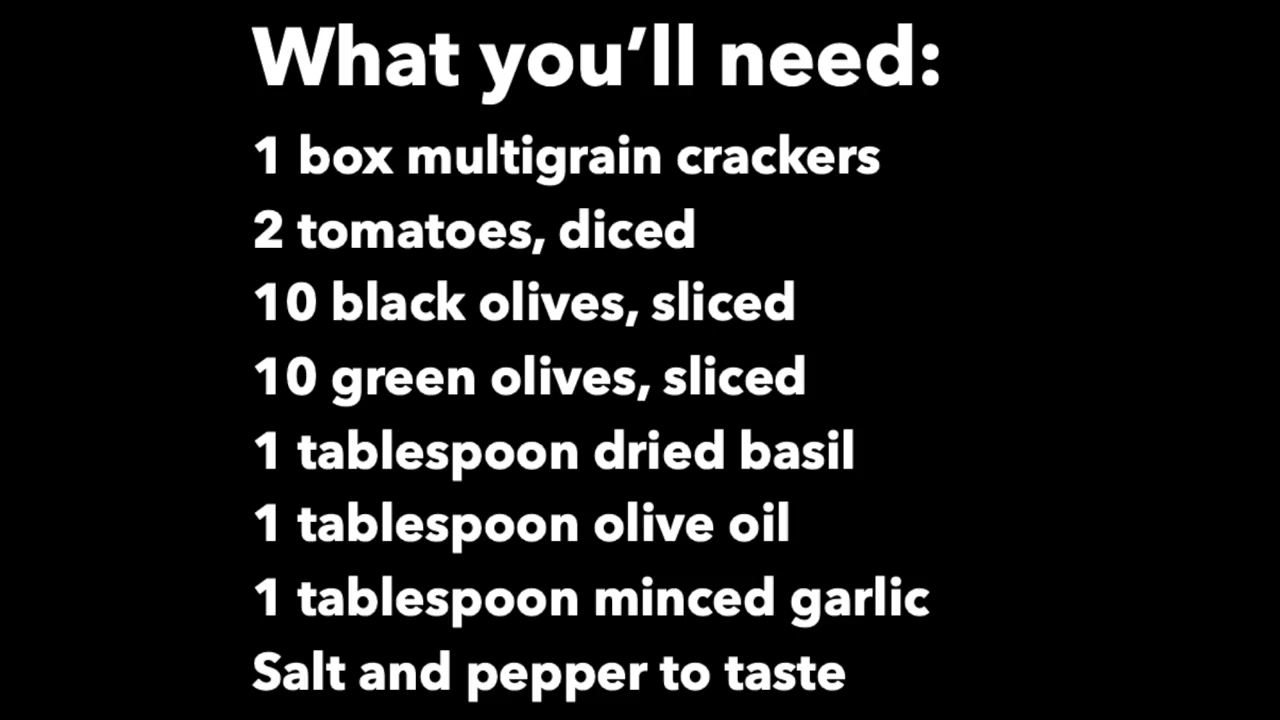 What you’ll need:
1 box multigrain crackers
2 tomatoes, diced
10 black olives, sliced
10 green olives, sliced
1 tablespoon dried basil
1 tablespoon olive oil
1 tablespoon minced garlic
Salt and pepper to taste